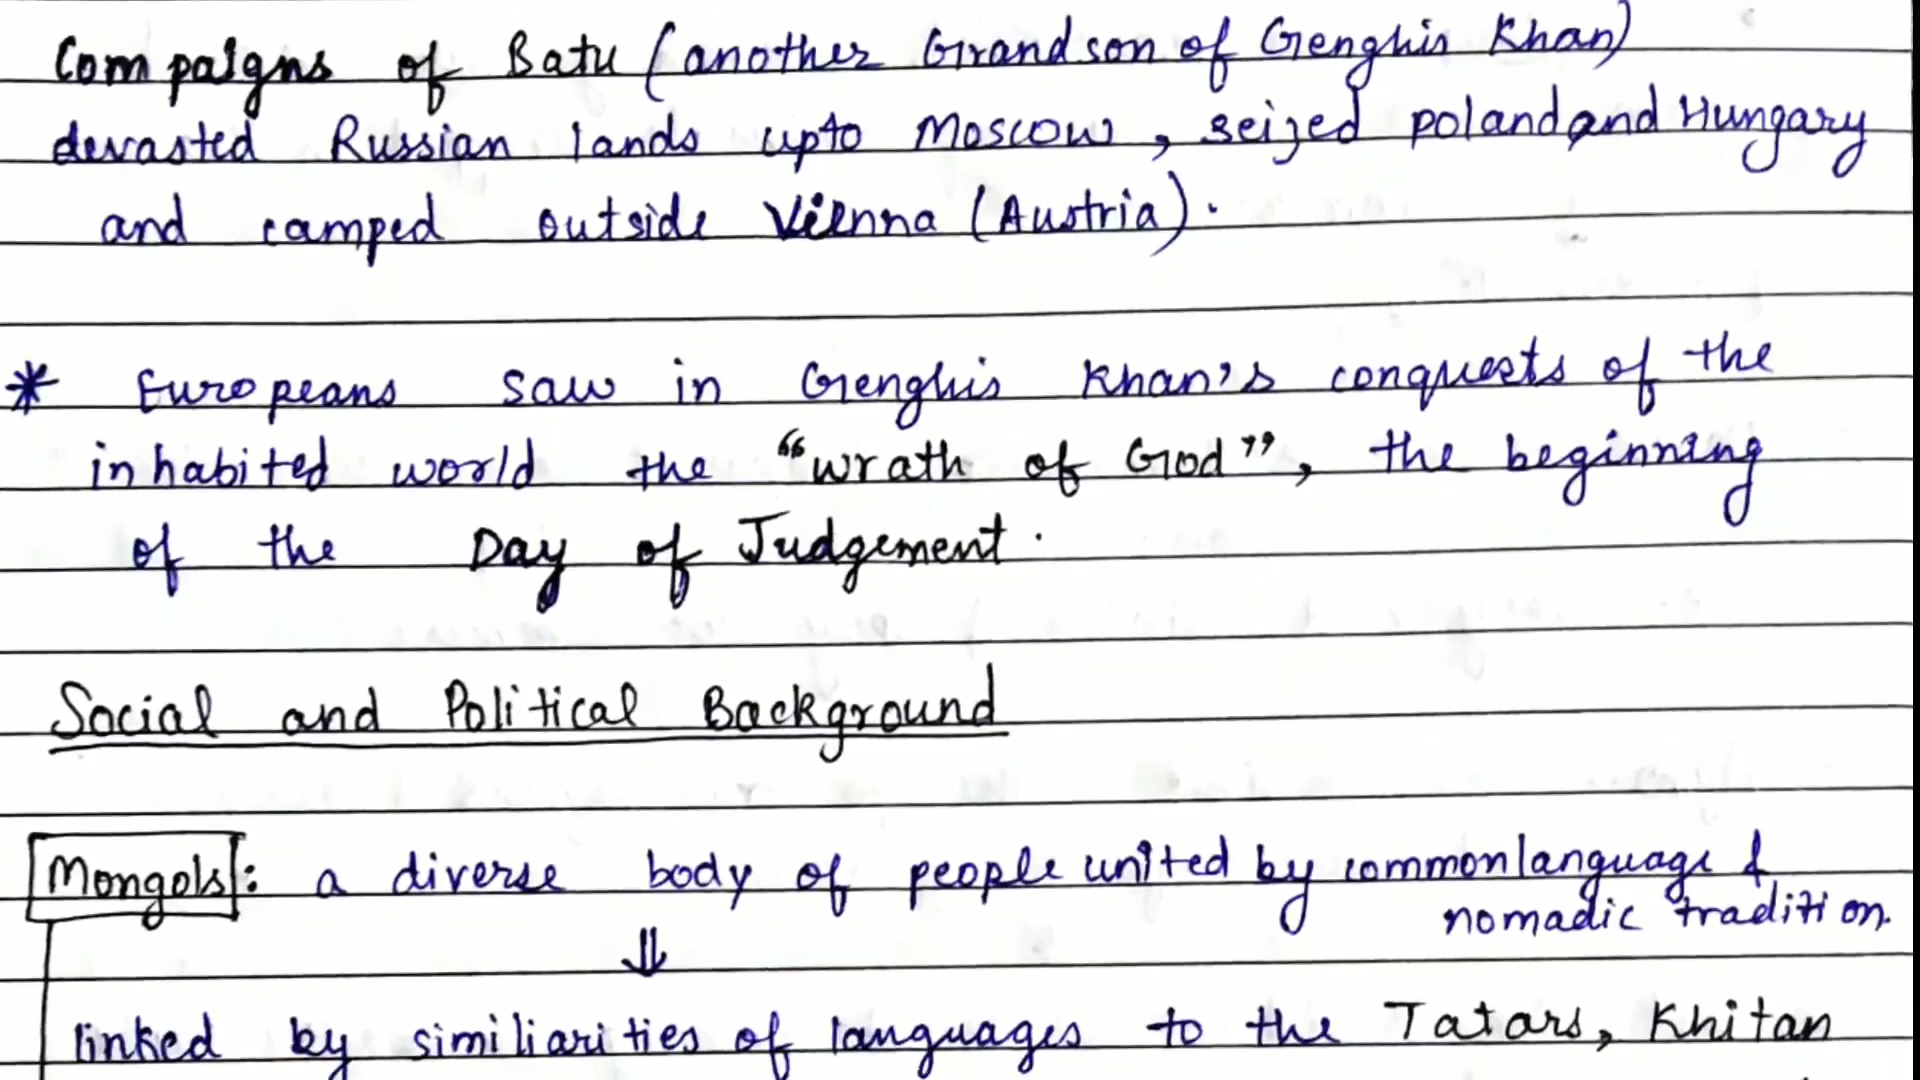 Compaigns of Batu (another Grandson of Genghis Khan)
devasted Russian lands upto Moscow, seized poland and Hungary
and camped outside Vienna (Austria).
* Europeans saw in Genghis Khan's conquests of the
inhabited world the "wrath of God", the beginning
of the Day of Judgement.
Social and Political Background
Mongols: a diverse body of people united by common language &
nomadic tradition.
⇓
linked by similiarities of languages to the Tatars, Khitan